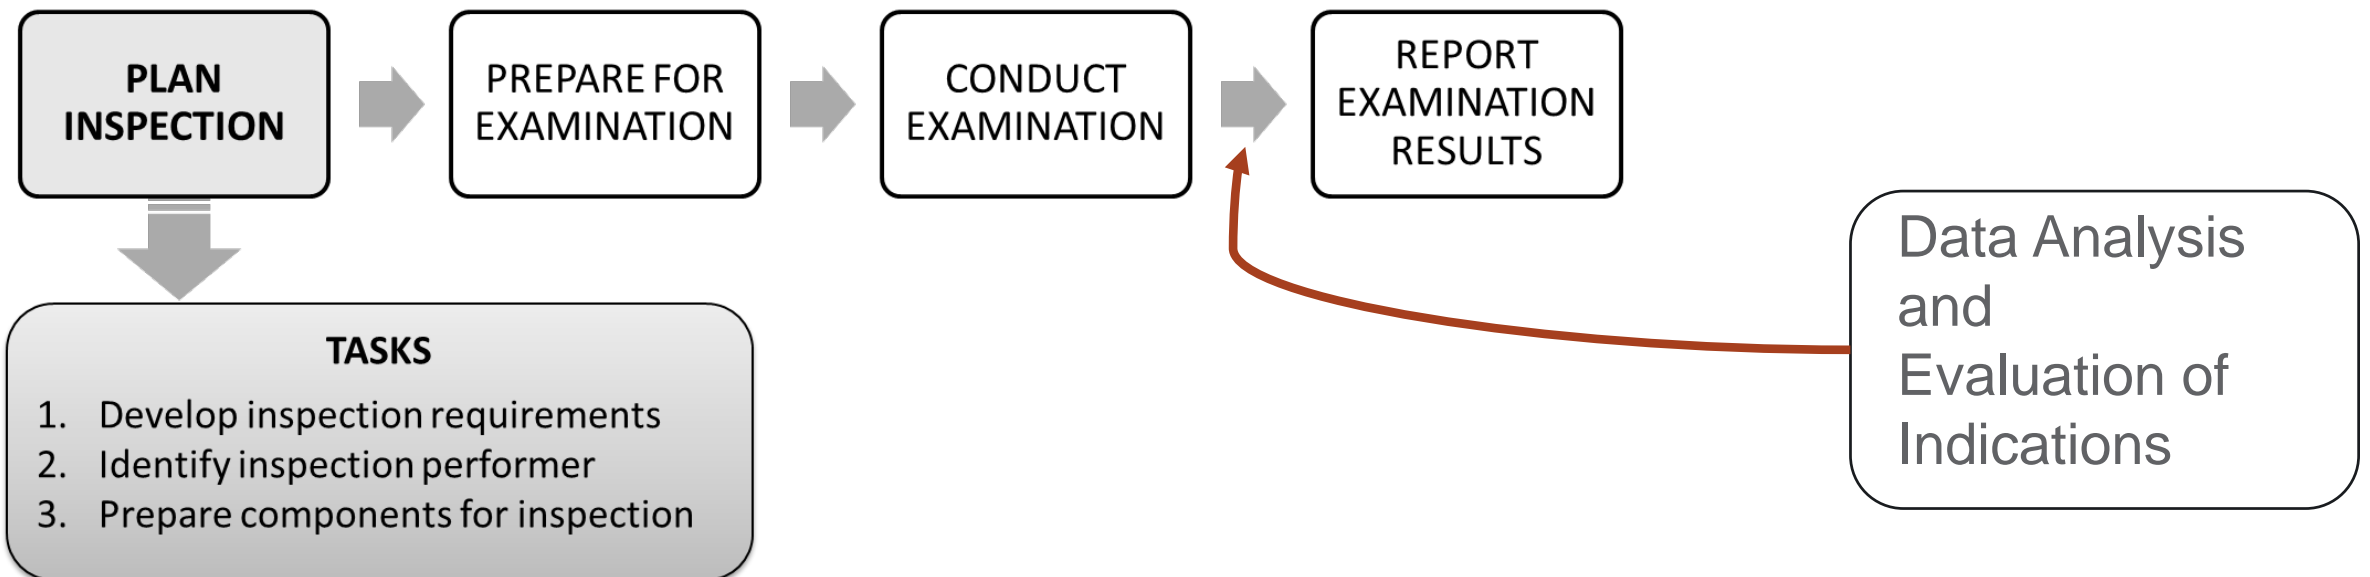 PLAN
INSPECTION
PREPARE FOR
EXAMINATION
CONDUCT
EXAMINATION
REPORT
EXAMINATION
RESULTS
TASKS
1. Develop inspection requirements
2. Identify inspection performer
3. Prepare components for inspection
Data Analysis
and
Evaluation of
Indications